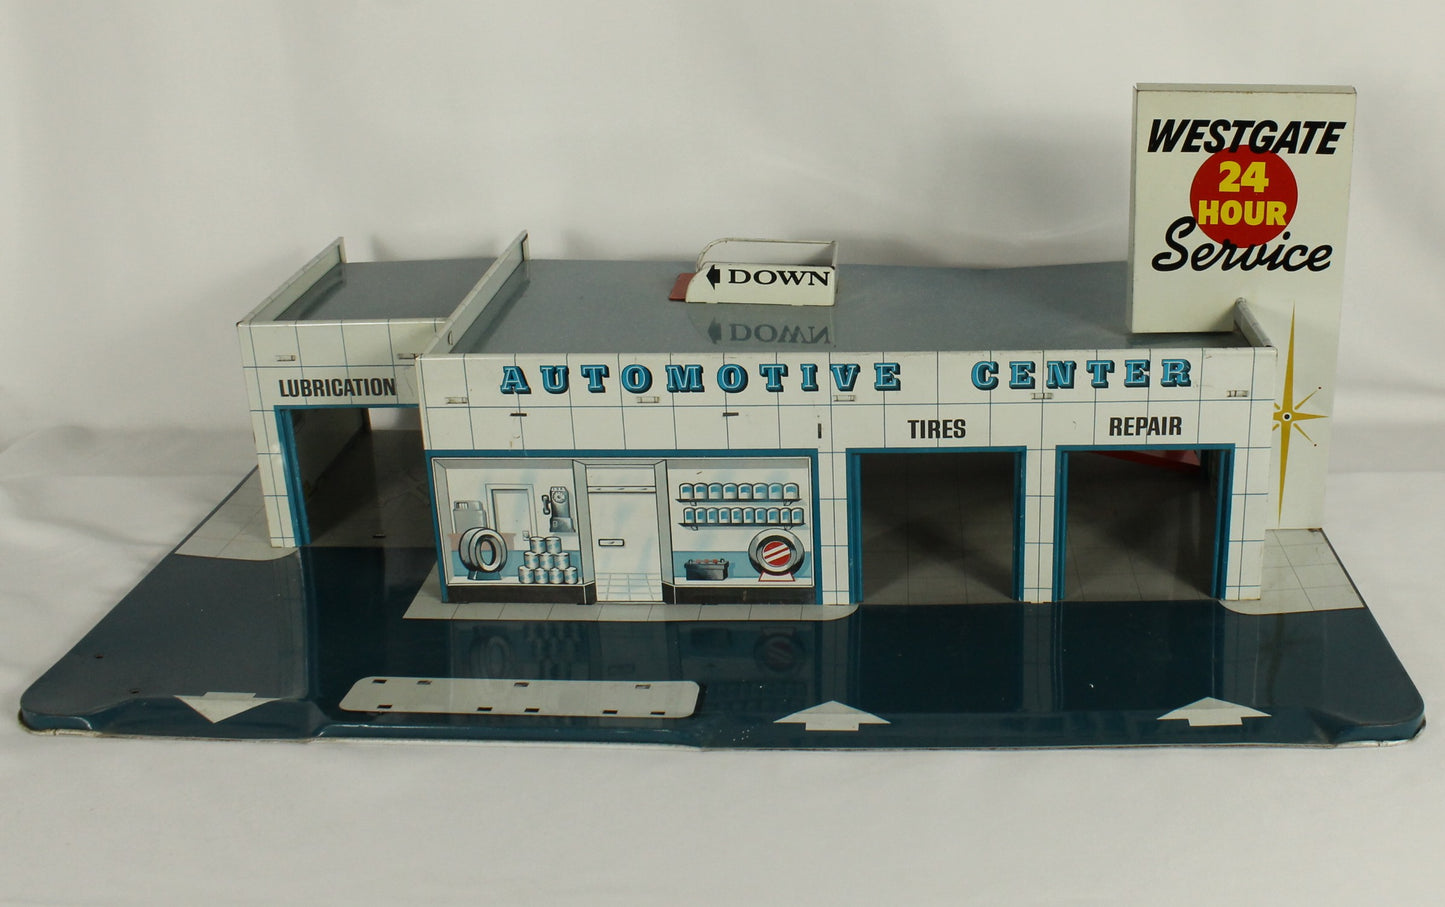 WESTGATE
24
HOUR
Service
DOWN
AUTOMOTIVE CENTER
LUBRICATION
TIRES
REPAIR